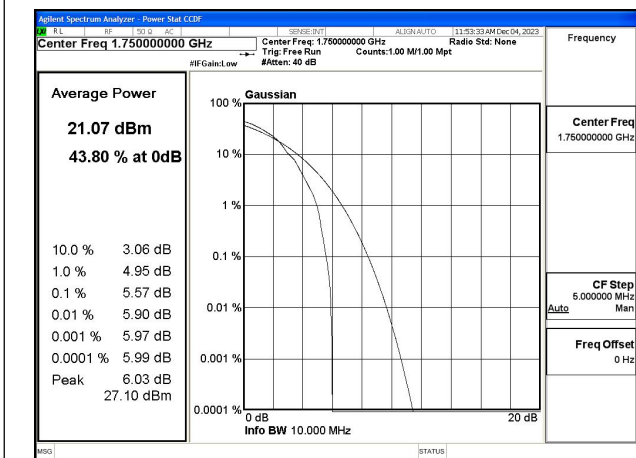 Agilent Spectrum Analyzer - Power Stat CCDF
RL RF 50 Ω AC SENSE:INT ALIGN AUTO 11:53:33 AM Dec 04, 2023
Center Freq 1.750000000 GHz
Center Freq: 1.750000000 GHz Radio Std: None
Trig: Free Run Counts:1.00 M/1.00 Mpt
#IFGain:Low #Atten: 40 dB
Frequency
Average Power
21.07 dBm
43.80 % at 0dB
10.0 % 3.06 dB
1.0 % 4.95 dB
0.1 % 5.57 dB
0.01 % 5.90 dB
0.001 % 5.97 dB
0.0001 % 5.99 dB
Peak 6.03 dB
27.10 dBm
Gaussian
100 %
10 %
1 %
0.1 %
0.01 %
0.001 %
0.0001 %
0 dB 20 dB
Info BW 10.000 MHz
Center Freq
1.750000000 GHz
CF Step
5.000000 MHz
Auto Man
Freq Offset
0 Hz
MSG STATUS